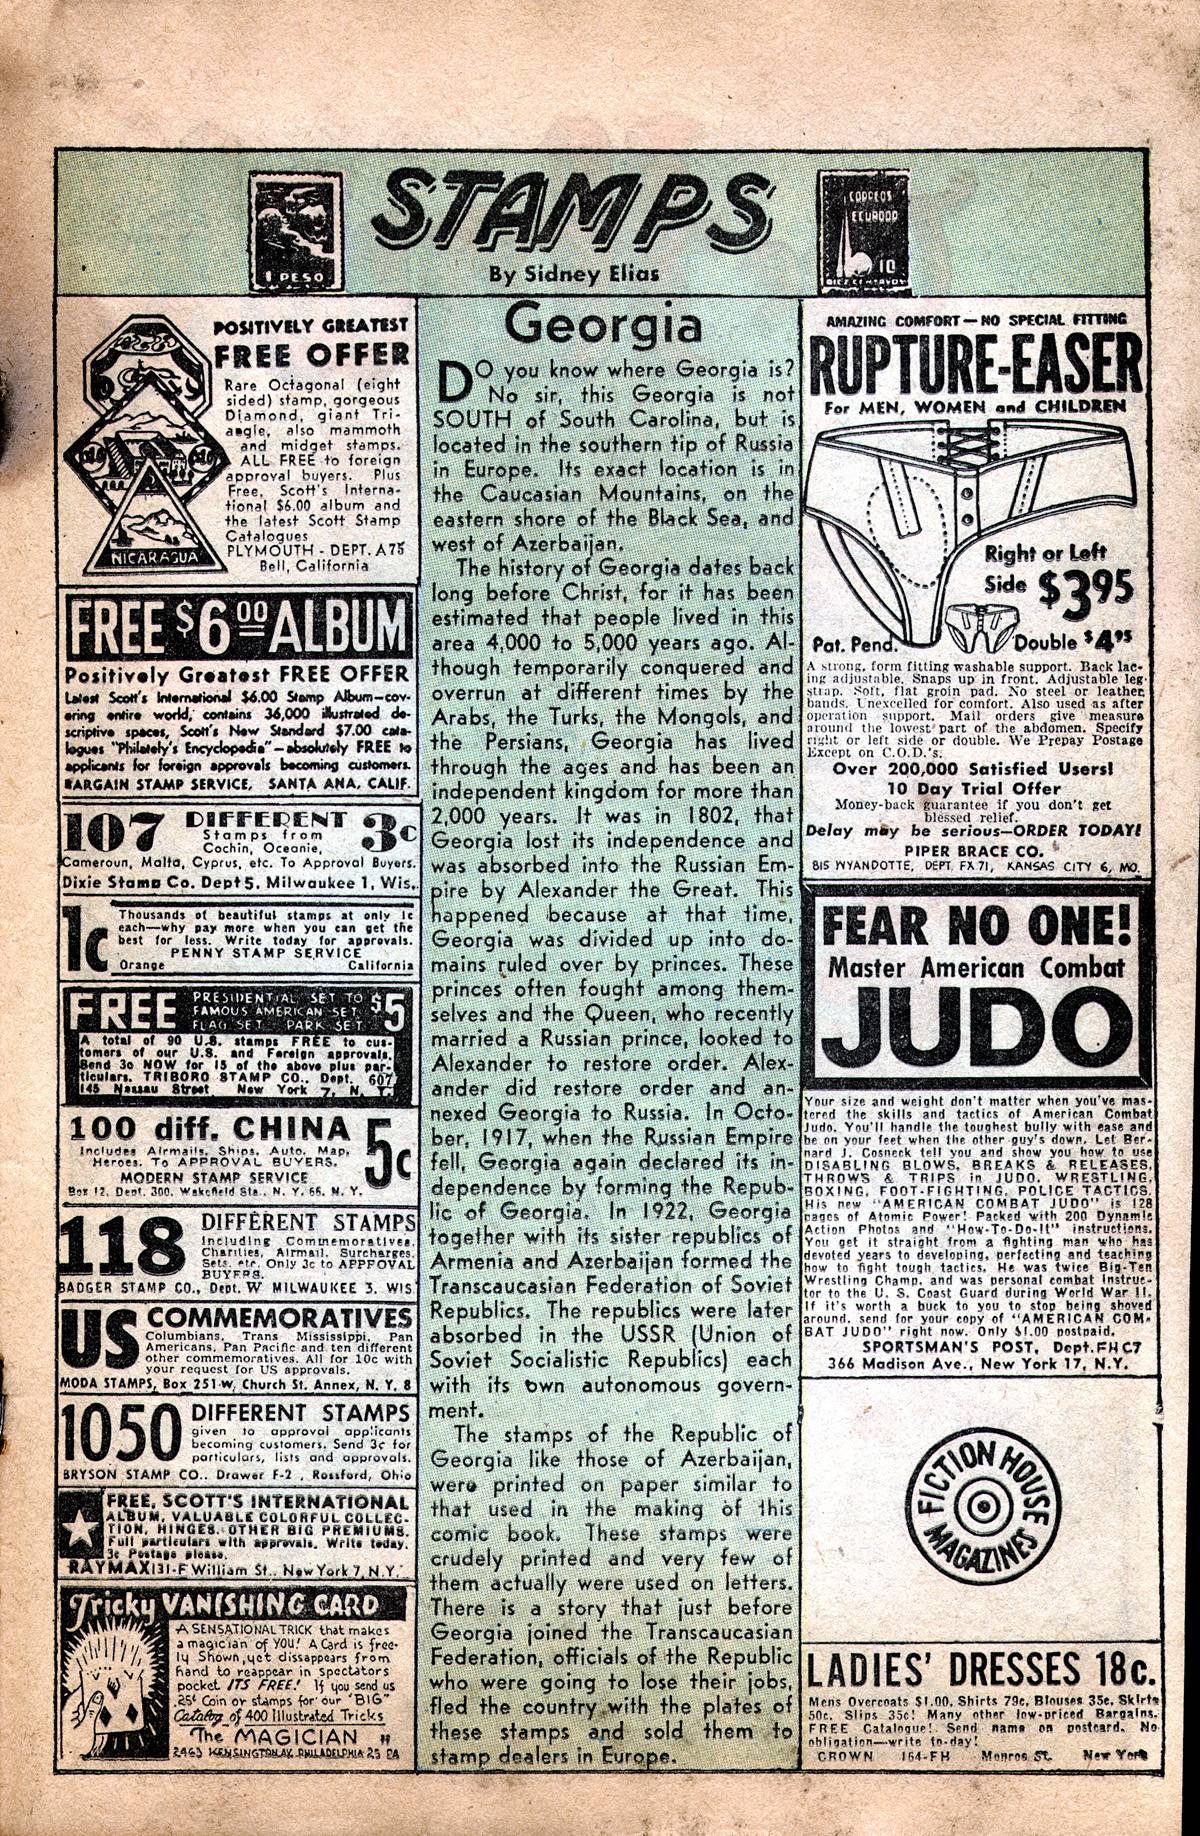 1 PESO
STAMPS
By Sidney Elias
CORREOS
ECUADOR
10
DIEZ CENTAVOS
POSITIVELY GREATEST
FREE OFFER
Rare Octagonal (eight
sided) stamp, gorgeous
Diamond, giant Tri-
angle, also mammoth
and midget stamps.
ALL FREE to foreign
approval buyers. Plus
Free, Scott's Interna-
tional $6.00 album and
the latest Scott Stamp
Catalogues
PLYMOUTH - DEPT. A75
Bell, California
NICARAGUA
FREE $6.00 ALBUM
Positively Greatest FREE OFFER
Latest Scott's International $6.00 Stamp Album—cov-
ering entire world, contains 36,000 illustrated de-
scriptive spaces, Scott's New Standard $7.00 cata-
logues "Philately's Encyclopedia"—absolutely FREE to
applicants for foreign approvals becoming customers.
BARGAIN STAMP SERVICE, SANTA ANA, CALIF.
107 DIFFERENT 3c
Stamps from
Cochin, Oceanie,
Cameroun, Malta, Cyprus, etc. To Approval Buyers.
Dixie Stamp Co. Dept 5, Milwaukee 1, Wis.
1c
Thousands of beautiful stamps at only 1c
each—why pay more when you can get the
best for less. Write today for approvals.
PENNY STAMP SERVICE
Orange California
FREE PRESIDENTIAL SET TO $5
FAMOUS AMERICAN SET
FLAG SET PARK SET
A total of 90 U.S. stamps FREE to cus-
tomers of our U.S. and Foreign approvals.
Send 3c NOW for 15 of the above plus par-
ticulars. TRIBORO STAMP CO., Dept. 607,
145 Nassau Street, New York 7, N. Y.
100 diff. CHINA 5c
Includes Airmails, Ships, Auto, Map,
Heroes. To APPROVAL BUYERS.
MODERN STAMP SERVICE
Box 12, Dept. 300, Wakefield Sta., N. Y. 66, N. Y.
118 DIFFERENT STAMPS
Including Commemoratives,
Charities, Airmail, Surcharges,
Sets, etc. Only 3c to APPROVAL
BUYERS.
BADGER STAMP CO., Dept. W MILWAUKEE 3, WIS.
US COMMEMORATIVES
Columbians, Trans Mississippi, Pan
Americans, Pan Pacific and ten different
other commemoratives. All for 10c with
your request for US approvals.
MODA STAMPS, Box 251-W, Church St. Annex, N. Y. 8
1050 DIFFERENT STAMPS
given to approval applicants
becoming customers. Send 3c for
particulars, lists and approvals.
BRYSON STAMP CO., Drawer F-2, Rossford, Ohio
FREE, SCOTT'S INTERNATIONAL
ALBUM, VALUABLE COLORFUL COLLEC-
TION, HINGES, OTHER BIG PREMIUMS.
Full particulars with approvals. Write today.
3c Postage please.
RAYMAX 131-F William St., New York 7, N.Y.
Tricky VANISHING CARD
A SENSATIONAL TRICK that makes
a magician of YOU! A Card is free-
ly Shown, yet dissappears from
hand to reappear in spectators
pocket ITS FREE! If you send us
25¢ Coin or stamps for our "BIG"
Catalog of 400 Illustrated Tricks
The MAGICIAN
2463 KENSINGTON AV. PHILADELPHIA 25 PA
Georgia
DO you know where Georgia is?
No sir, this Georgia is not
SOUTH of South Carolina, but is
located in the southern tip of Russia
in Europe. Its exact location is in
the Caucasian Mountains, on the
eastern shore of the Black Sea, and
west of Azerbaijan.
The history of Georgia dates back
long before Christ, for it has been
estimated that people lived in this
area 4,000 to 5,000 years ago. Al-
though temporarily conquered and
overrun at different times by the
Arabs, the Turks, the Mongols, and
the Persians, Georgia has lived
through the ages and has been an
independent kingdom for more than
2,000 years. It was in 1802, that
Georgia lost its independence and
was absorbed into the Russian Em-
pire by Alexander the Great. This
happened because at that time,
Georgia was divided up into do-
mains ruled over by princes. These
princes often fought among them-
selves and the Queen, who recently
married a Russian prince, looked to
Alexander to restore order. Alex-
ander did restore order and an-
nexed Georgia to Russia. In Octo-
ber, 1917, when the Russian Empire
fell, Georgia again declared its in-
dependence by forming the Repub-
lic of Georgia. In 1922, Georgia
together with its sister republics of
Armenia and Azerbaijan formed the
Transcaucasian Federation of Soviet
Republics. The republics were later
absorbed in the USSR (Union of
Soviet Socialistic Republics) each
with its own autonomous govern-
ment.
The stamps of the Republic of
Georgia like those of Azerbaijan,
were printed on paper similar to
that used in the making of this
comic book. These stamps were
crudely printed and very few of
them actually were used on letters.
There is a story that just before
Georgia joined the Transcaucasian
Federation, officials of the Republic
who were going to lose their jobs,
fled the country with the plates of
these stamps and sold them to
stamp dealers in Europe.
AMAZING COMFORT—NO SPECIAL FITTING
RUPTURE-EASER
For MEN, WOMEN and CHILDREN
Right or Left
Side $3.95
Pat. Pend. Double $4.95
A strong, form fitting washable support. Back lac-
ing adjustable. Snaps up in front. Adjustable leg
strap. Soft, flat groin pad. No steel or leather
bands. Unexcelled for comfort. Also used as after
operation support. Mail orders give measure
around the lowest part of the abdomen. Specify
right or left side or double. We Prepay Postage
Except on C.O.D.'s.
Over 200,000 Satisfied Users!
10 Day Trial Offer
Money-back guarantee if you don't get
blessed relief.
Delay may be serious—ORDER TODAY!
PIPER BRACE CO.
815 WYANDOTTE, DEPT. FX71, KANSAS CITY 6, MO.
FEAR NO ONE!
Master American Combat
JUDO
Your size and weight don't matter when you've mas-
tered the skills and tactics of American Combat
Judo. You'll handle the toughest bully with ease and
be on your feet when the other guy's down. Let Ber-
nard J. Cosneck tell you and show you how to use
DISABLING BLOWS, BREAKS & RELEASES,
THROWS & TRIPS in JUDO, WRESTLING,
BOXING, FOOT-FIGHTING, POLICE TACTICS.
His new "AMERICAN COMBAT JUDO" is 128
pages of Atomic Power! Packed with 200 Dynamic
Action Photos and "How-To-Do-It" instructions.
You get it straight from a fighting man who has
devoted years to developing, perfecting and teaching
how to fight tough tactics. He was twice Big-Ten
Wrestling Champ, and was personal combat instruc-
tor to the U. S. Coast Guard during World War II.
If it's worth a buck to you to stop being shoved
around, send for your copy of "AMERICAN COM-
BAT JUDO" right now. Only $1.00 postpaid.
SPORTSMAN'S POST, Dept. FHC7
366 Madison Ave., New York 17, N.Y.
FICTION HOUSE
MAGAZINES
LADIES' DRESSES 18c.
Mens Overcoats $1.00, Shirts 79c, Blouses 35c, Skirts
50c. Slips 35c! Many other low-priced Bargains.
FREE Catalogue! Send name on postcard. No
obligation—write to-day!
CROWN 164-FH Monroe St. New York